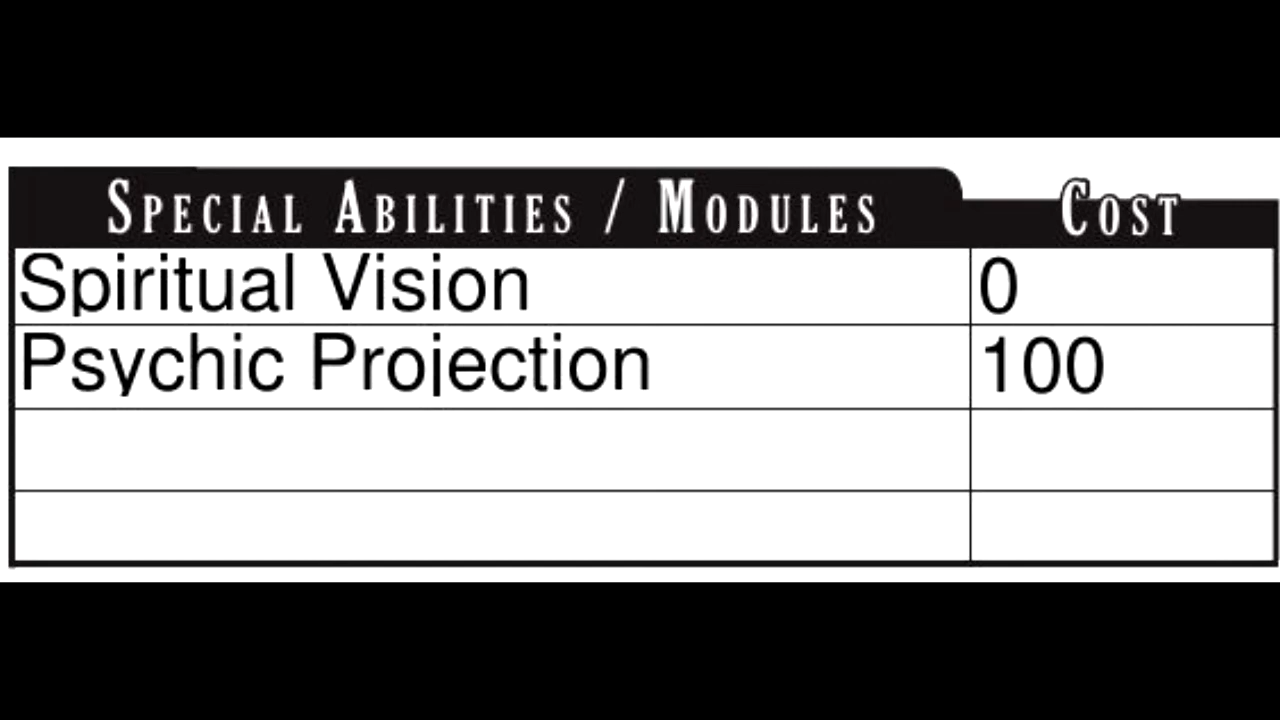 Special Abilities / Modules Cost
Spiritual Vision 0
Psychic Projection 100